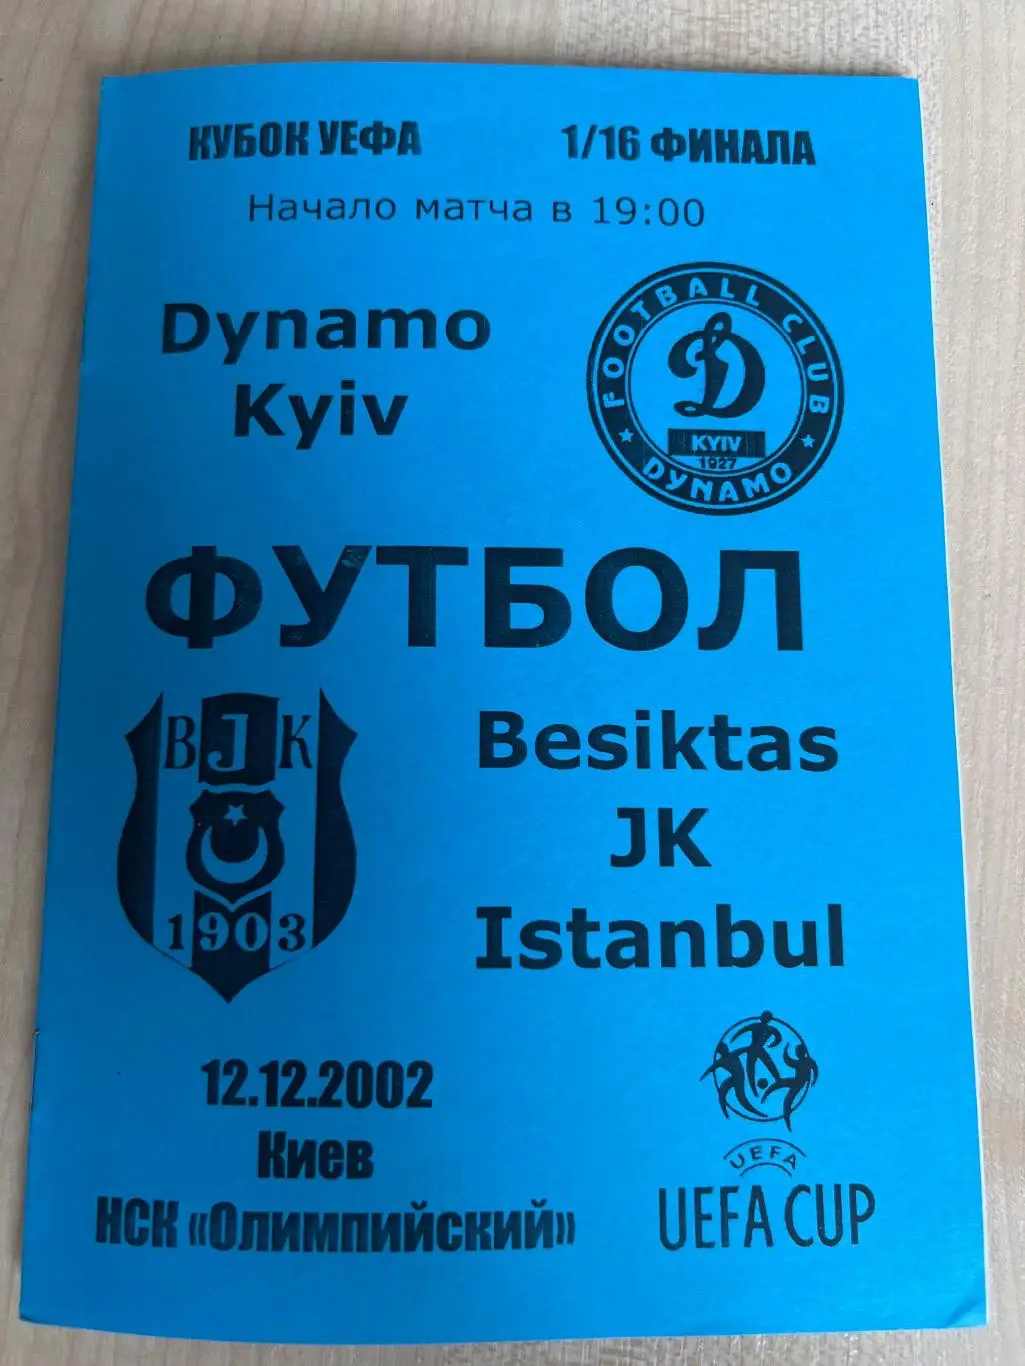 КУБОК УЕФА 1/16 ФИНАЛА
Начало матча в 19:00
Dynamo
Kyiv
FOOTBALL CLUB
KYIV
1927
DYNAMO
ФУТБОЛ
BJK
1903
Besiktas
JK
Istanbul
12.12.2002
Киев
НСК «Олимпийский»
UEFA
UEFA CUP